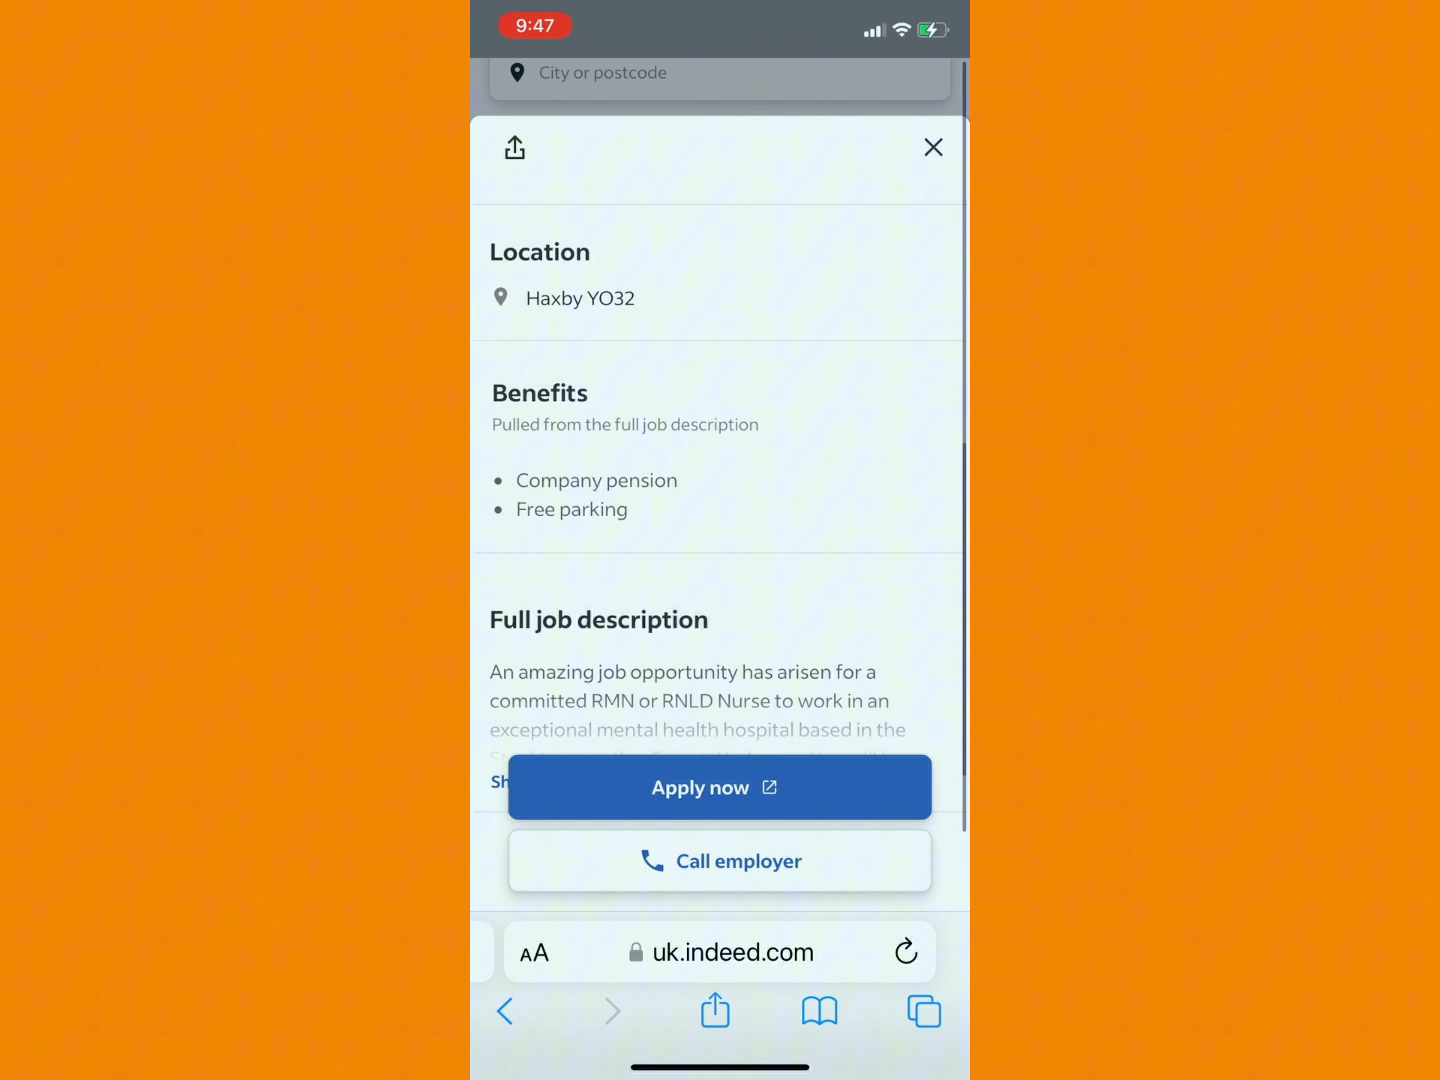 9:47
City or postcode
Location
Haxby YO32
Benefits
Pulled from the full job description
Company pension
Free parking
Full job description
An amazing job opportunity has arisen for a
committed RMN or RNLD Nurse to work in an
exceptional mental health hospital based in the
Sh
Apply now
Call employer
AA
uk.indeed.com